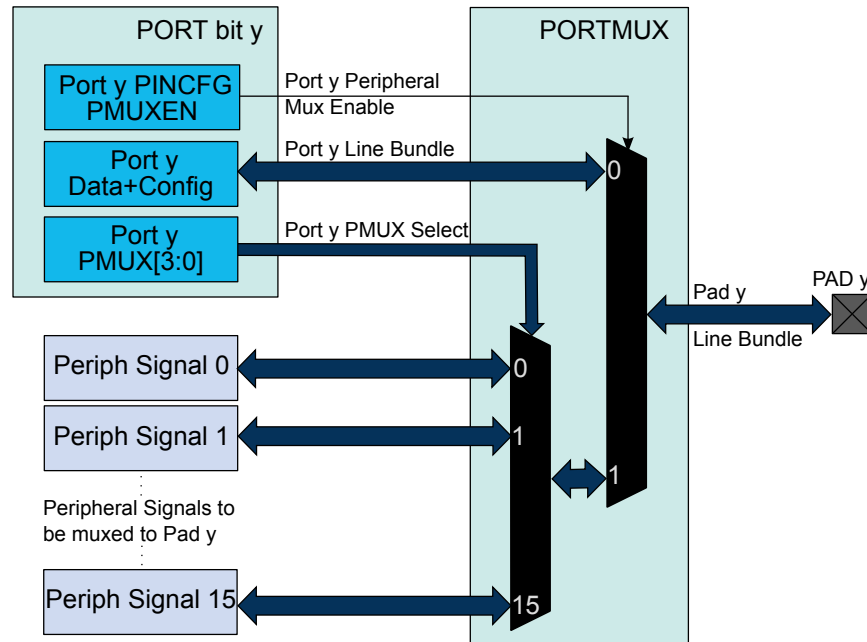 PORT bit y
PORTMUX
Port y PINCFG
PMUXEN
Port y Peripheral
Mux Enable
Port y
Data+Config
Port y Line Bundle
0
Port y
PMUX[3:0]
Port y PMUX Select
Pad y
Line Bundle
PAD y
Periph Signal 0
0
Periph Signal 1
1
1
Peripheral Signals to
be muxed to Pad y
Periph Signal 15
15